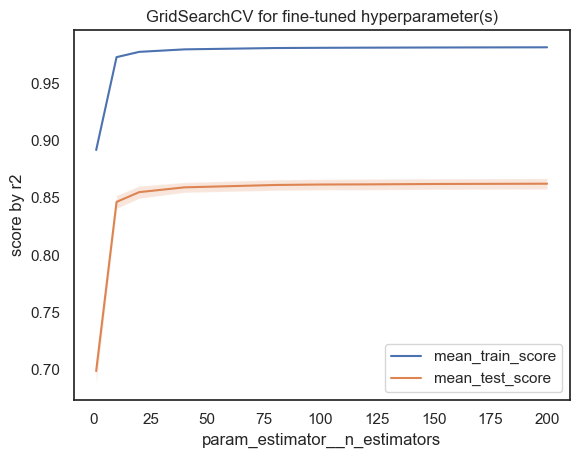 GridSearchCV for fine-tuned hyperparameter(s)
score by r2
0.95
0.90
0.85
0.80
0.75
0.70
mean_train_score
mean_test_score
0 25 50 75 100 125 150 175 200
param_estimator__n_estimators